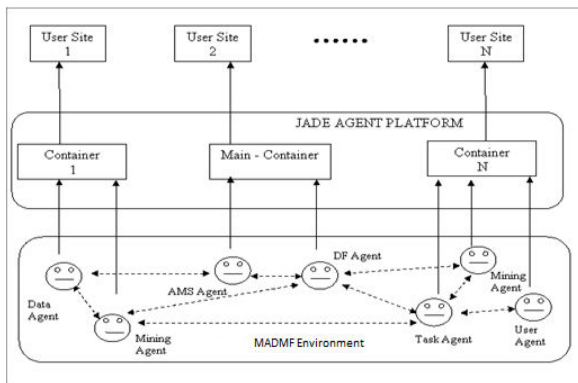 User Site
1
User Site
2
......
User Site
N
JADE AGENT PLATFORM
Container
1
Main - Container
Container
N
DF Agent
AMS Agent
Mining
Agent
Data
Agent
Mining
Agent
MADMF Environment
Task Agent
User
Agent